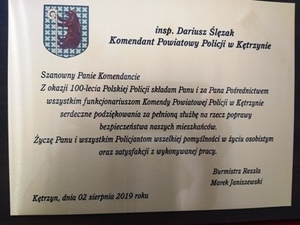 insp. Dariusz Ślęzak
Komendant Powiatowy Policji w Kętrzynie
Szanowny Panie Komendancie
Z okazji 100-lecia Polskiej Policji składam Panu i za Pana Pośrednictwem
wszystkim funkcjonariuszom Komendy Powiatowej Policji w Kętrzynie
serdeczne podziękowania za pełnioną służbę na rzecz poprawy
bezpieczeństwa naszych mieszkańców.
Życzę Panu i wszystkim Policjantom wszelkiej pomyślności w życiu osobistym
oraz satysfakcji z wykonywanej pracy.
Burmistrz Reszla
Marek Janiszewski
Kętrzyn, dnia 02 sierpnia 2019 roku